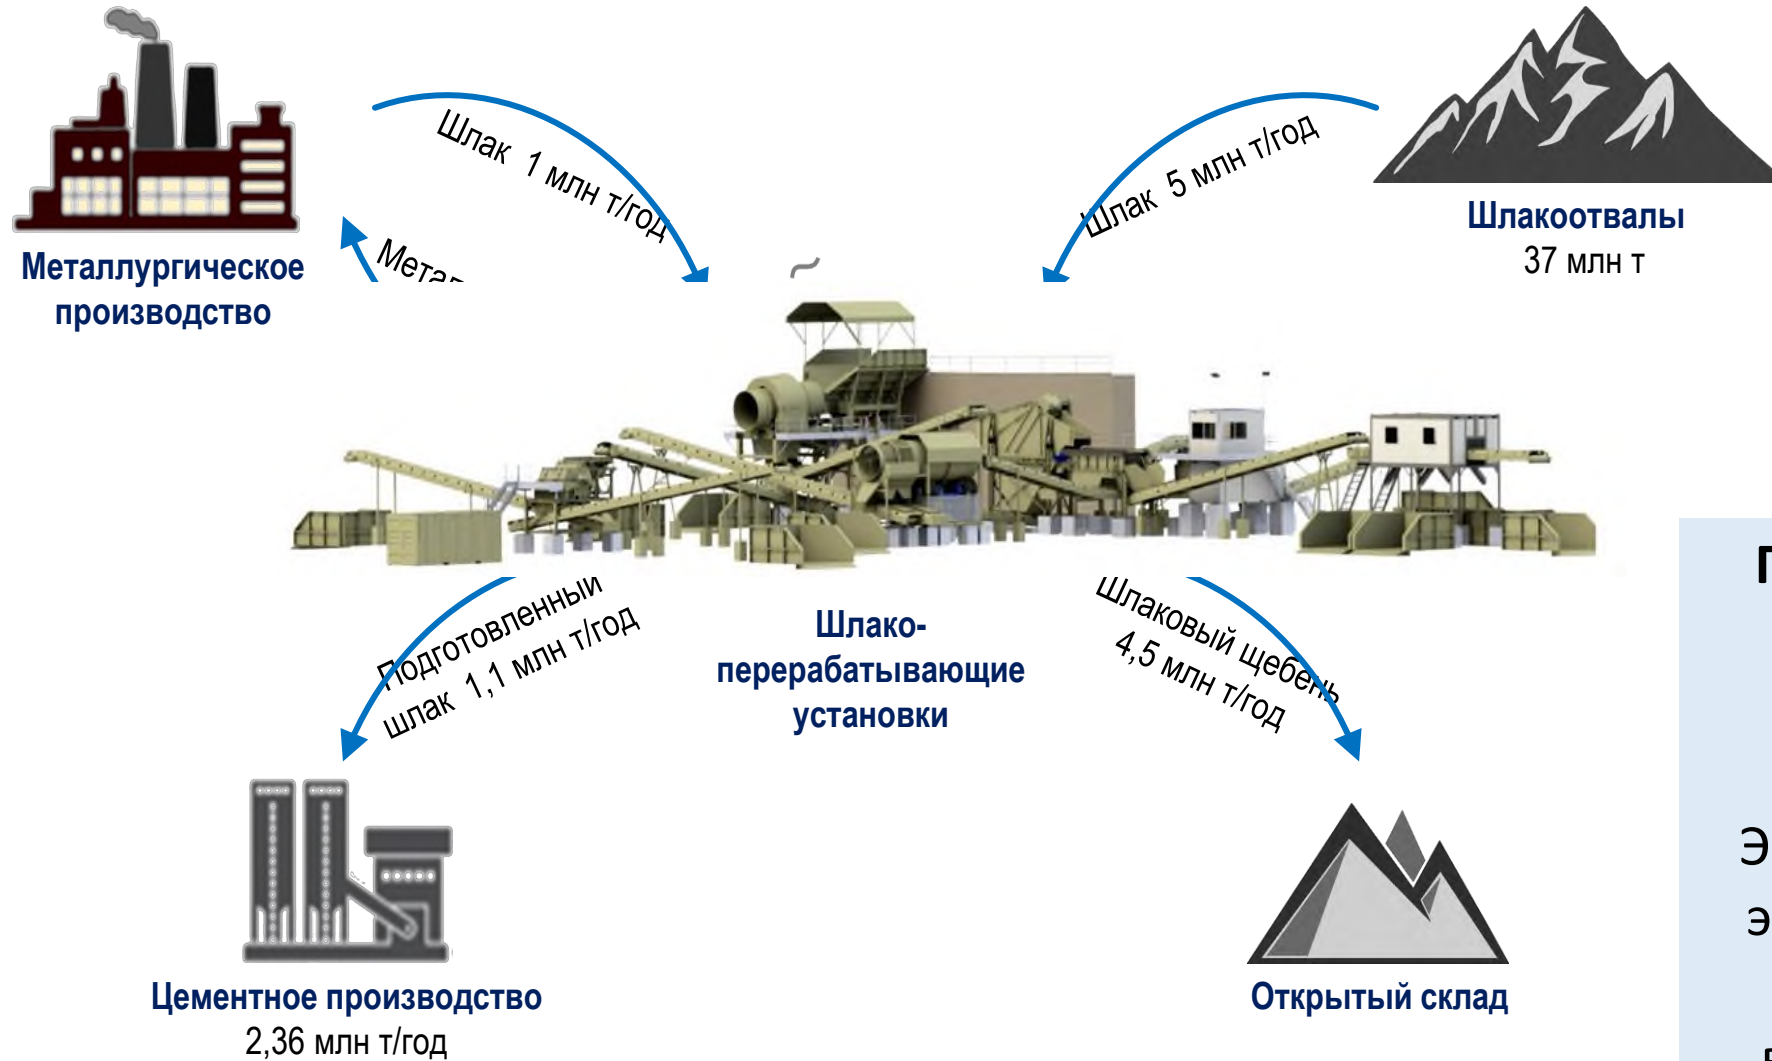 Шлак 1 млн т/год
Шлак 5 млн т/год
Металлургическое
производство
Шлакоотвалы
37 млн т
Подготовленный
шлак 1,1 млн т/год
Шлако-
перерабатывающие
установки
Шлаковый щебень
4,5 млн т/год
Цементное производство
2,36 млн т/год
Открытый склад